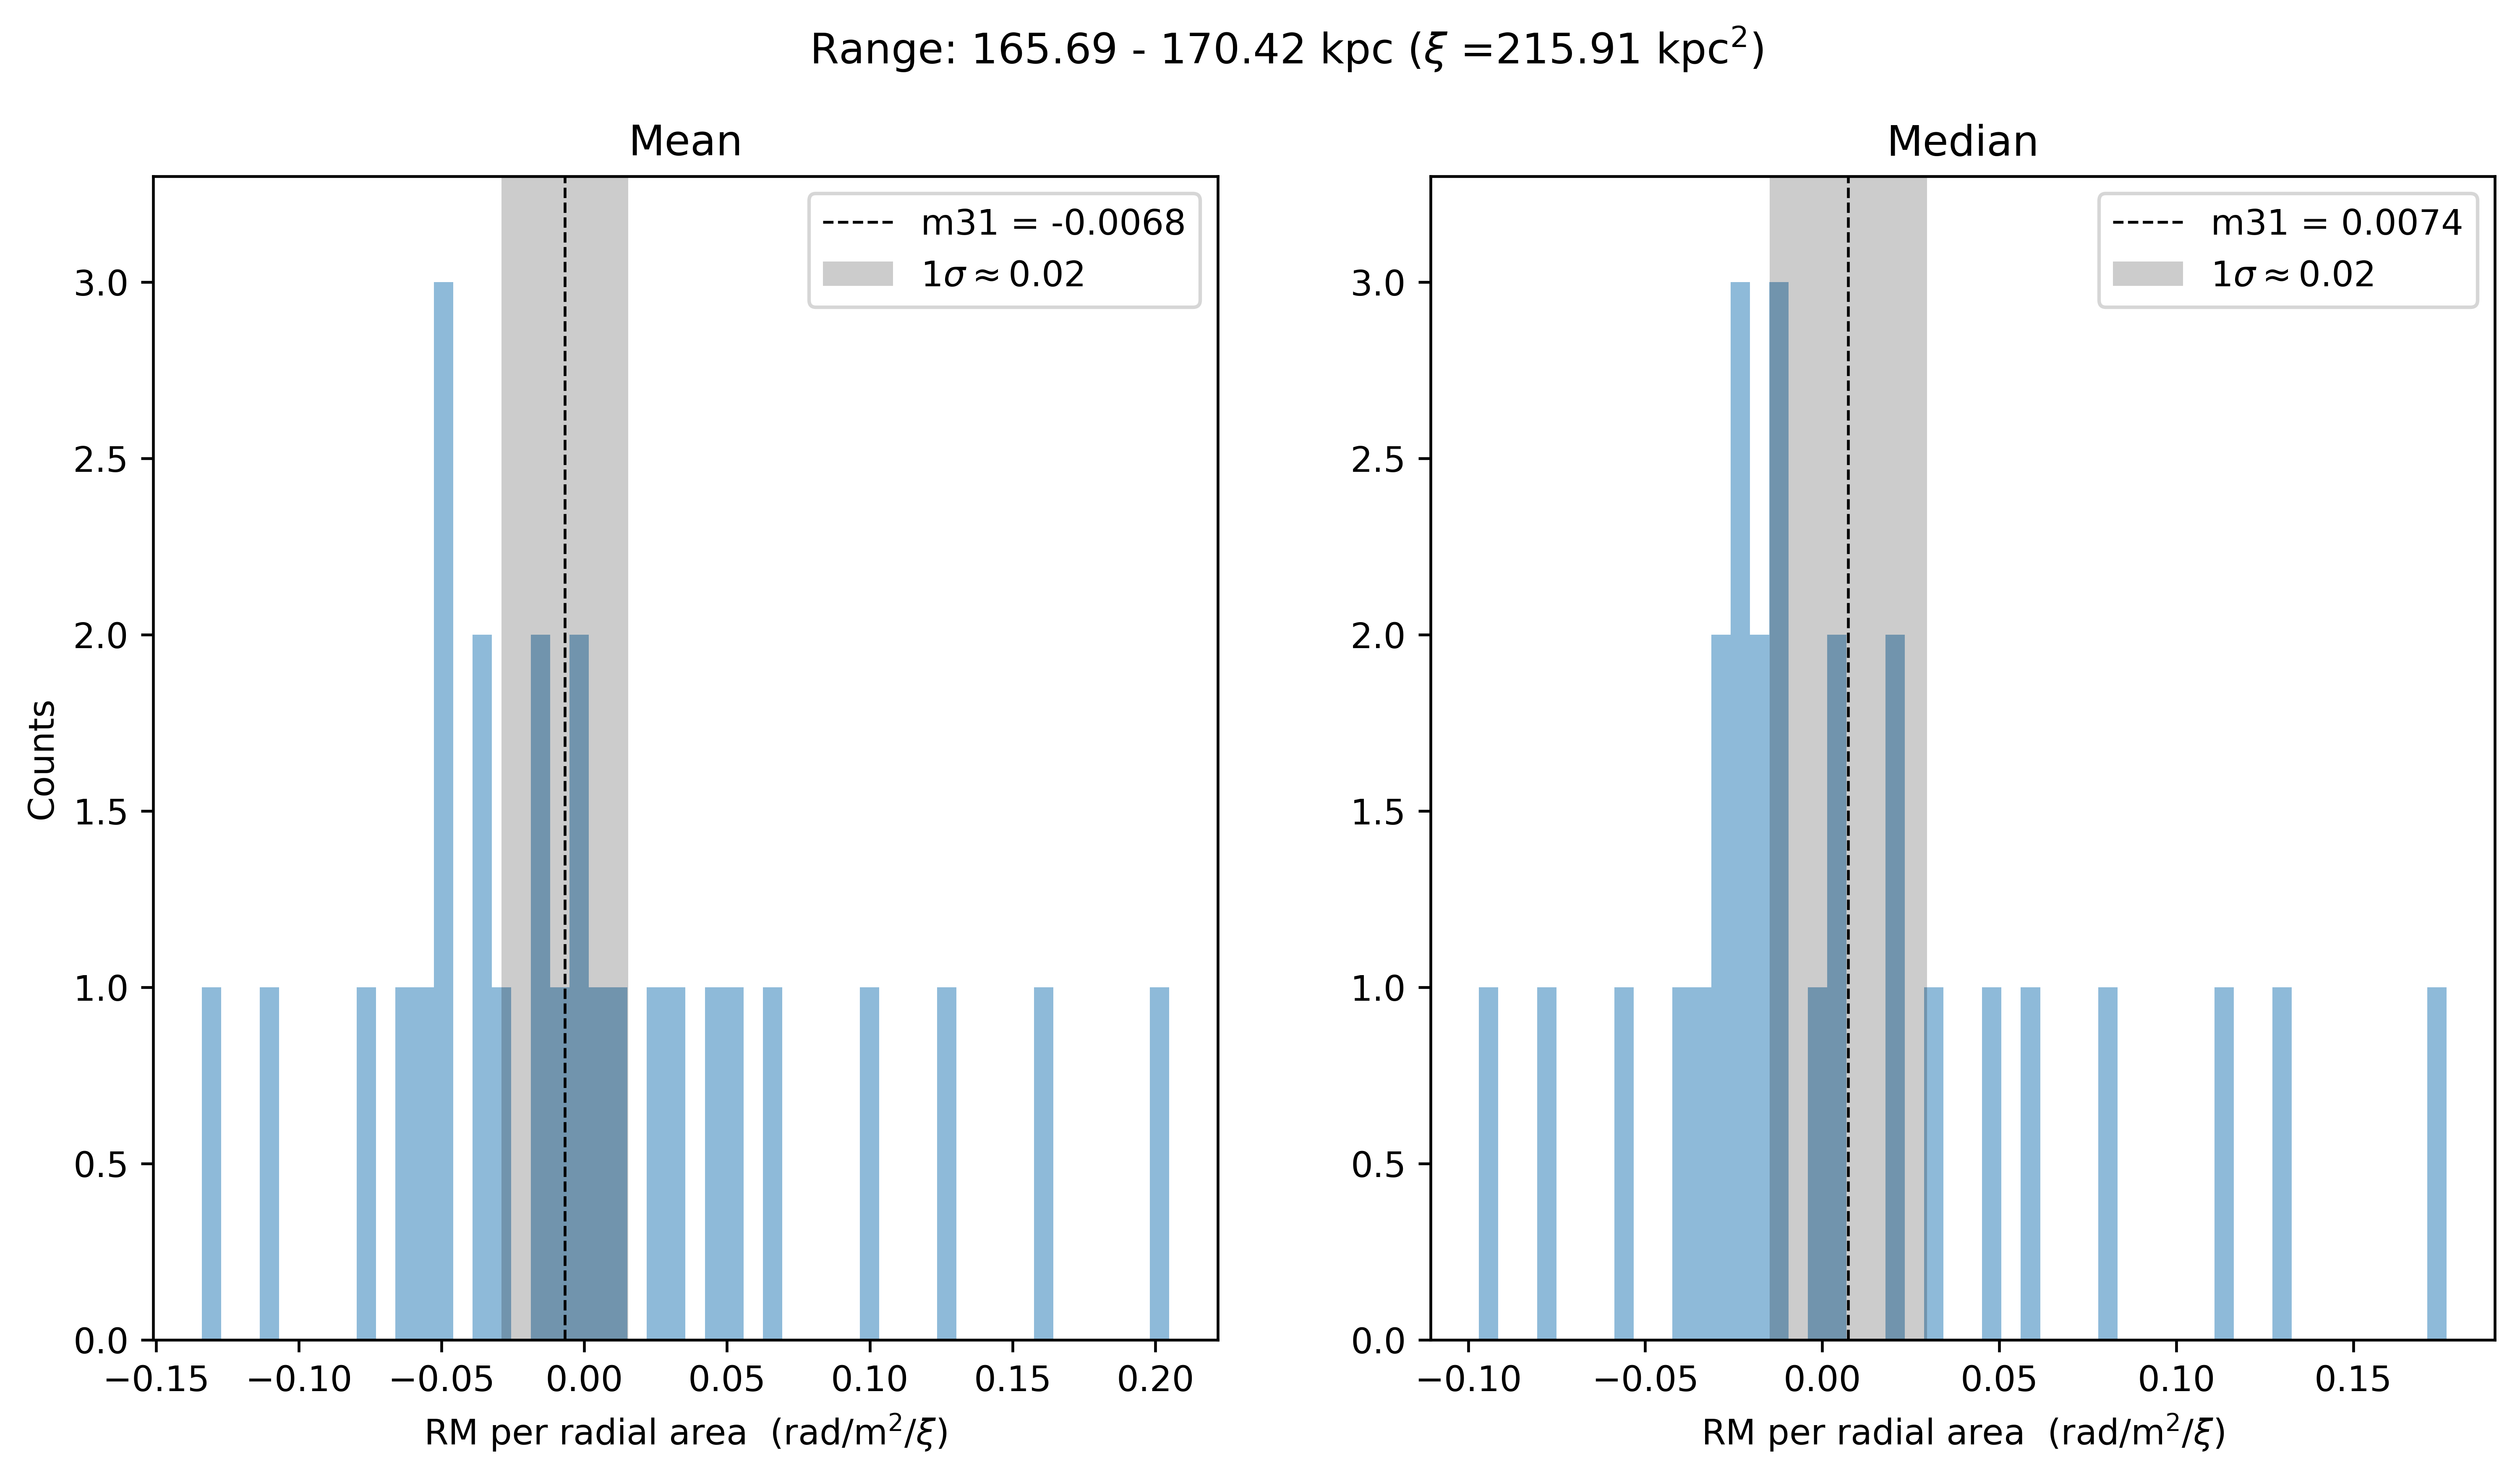 Range: 165.69 - 170.42 kpc (ξ =215.91 kpc²)
Mean
m31 = -0.0068
1σ ≈ 0.02
3.0
2.5
2.0
1.5
1.0
0.5
0.0
Counts
−0.15 −0.10 −0.05 0.00 0.05 0.10 0.15 0.20
RM per radial area (rad/m²/ξ)
Median
m31 = 0.0074
1σ ≈ 0.02
3.0
2.5
2.0
1.5
1.0
0.5
0.0
−0.10 −0.05 0.00 0.05 0.10 0.15
RM per radial area (rad/m²/ξ)